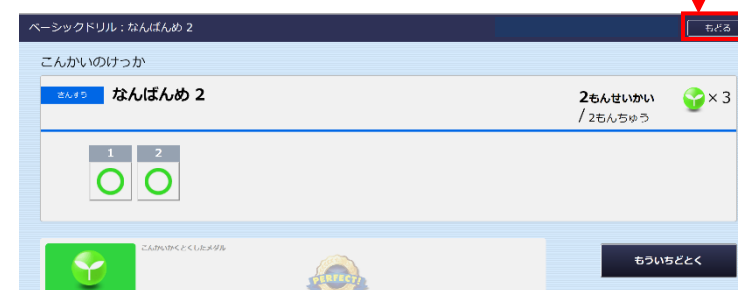 ベーシックドリル：なんばんめ 2
もどる
こんかいのけっか
さんすう なんばんめ 2
2もんせいかい
/ 2もんちゅう
× 3
1 2
こんかいかくとくしたメダル
PERFECT!
もういちどとく